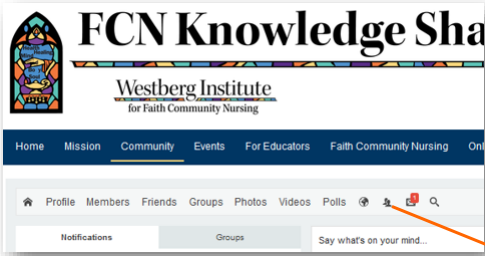 FCN Knowledge Sha
Westberg Institute
for Faith Community Nursing
Home Mission Community Events For Educators Faith Community Nursing Onl
Profile Members Friends Groups Photos Videos Polls 1
Notifications Groups Say what's on your mind...